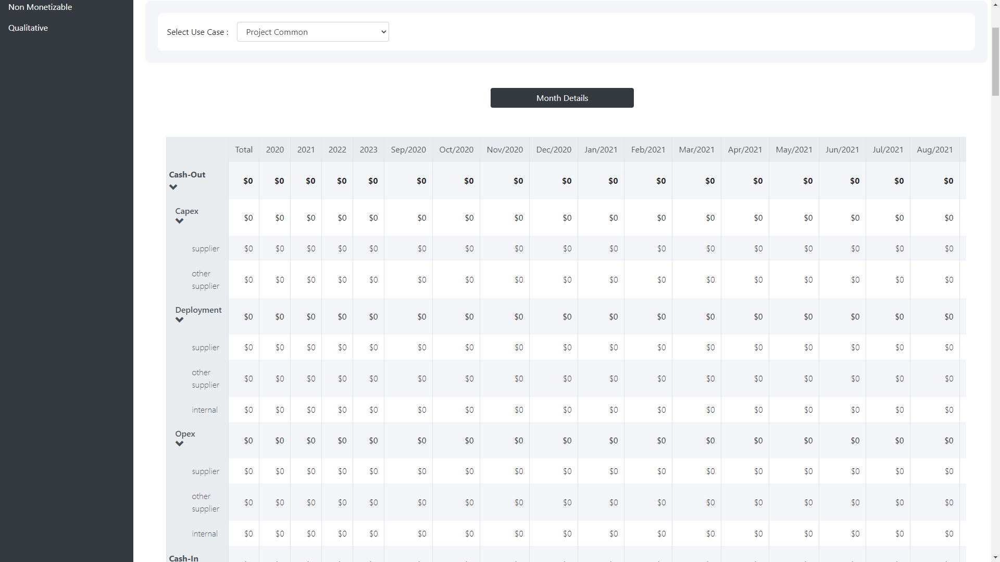 Non Monetizable
Qualitative
Select Use Case : Project Common
Month Details
Total 2020 2021 2022 2023 Sep/2020 Oct/2020 Nov/2020 Dec/2020 Jan/2021 Feb/2021 Mar/2021 Apr/2021 May/2021 Jun/2021 Jul/2021 Aug/2021
Cash-Out $0 $0 $0 $0 $0 $0 $0 $0 $0 $0 $0 $0 $0 $0 $0 $0 $0
Capex $0 $0 $0 $0 $0 $0 $0 $0 $0 $0 $0 $0 $0 $0 $0 $0 $0
supplier $0 $0 $0 $0 $0 $0 $0 $0 $0 $0 $0 $0 $0 $0 $0 $0 $0
other
supplier $0 $0 $0 $0 $0 $0 $0 $0 $0 $0 $0 $0 $0 $0 $0 $0 $0
Deployment $0 $0 $0 $0 $0 $0 $0 $0 $0 $0 $0 $0 $0 $0 $0 $0 $0
supplier $0 $0 $0 $0 $0 $0 $0 $0 $0 $0 $0 $0 $0 $0 $0 $0 $0
other
supplier $0 $0 $0 $0 $0 $0 $0 $0 $0 $0 $0 $0 $0 $0 $0 $0 $0
internal $0 $0 $0 $0 $0 $0 $0 $0 $0 $0 $0 $0 $0 $0 $0 $0 $0
Opex $0 $0 $0 $0 $0 $0 $0 $0 $0 $0 $0 $0 $0 $0 $0 $0 $0
supplier $0 $0 $0 $0 $0 $0 $0 $0 $0 $0 $0 $0 $0 $0 $0 $0 $0
other
supplier $0 $0 $0 $0 $0 $0 $0 $0 $0 $0 $0 $0 $0 $0 $0 $0 $0
internal $0 $0 $0 $0 $0 $0 $0 $0 $0 $0 $0 $0 $0 $0 $0 $0 $0
Cash-In